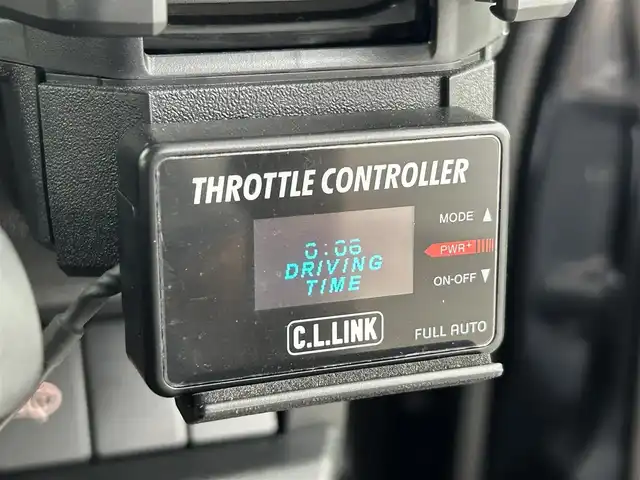 THROTTLE CONTROLLER
0:06
DRIVING
TIME
MODE ▲
PWR+
ON-OFF ▼
C.L.LINK
FULL AUTO